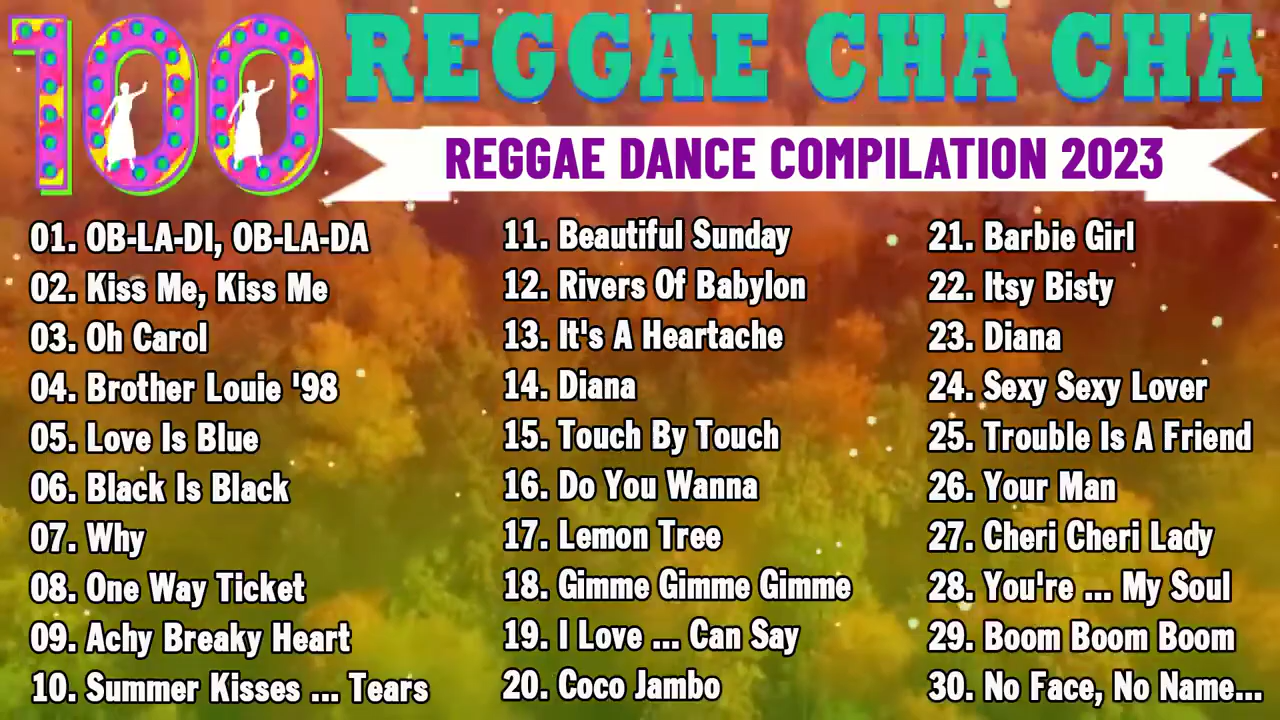 100 REGGAE CHA CHA
REGGAE DANCE COMPILATION 2023
01. OB-LA-DI, OB-LA-DA
02. Kiss Me, Kiss Me
03. Oh Carol
04. Brother Louie '98
05. Love Is Blue
06. Black Is Black
07. Why
08. One Way Ticket
09. Achy Breaky Heart
10. Summer Kisses ... Tears
11. Beautiful Sunday
12. Rivers Of Babylon
13. It's A Heartache
14. Diana
15. Touch By Touch
16. Do You Wanna
17. Lemon Tree
18. Gimme Gimme Gimme
19. I Love ... Can Say
20. Coco Jambo
21. Barbie Girl
22. Itsy Bisty
23. Diana
24. Sexy Sexy Lover
25. Trouble Is A Friend
26. Your Man
27. Cheri Cheri Lady
28. You're ... My Soul
29. Boom Boom Boom
30. No Face, No Name...